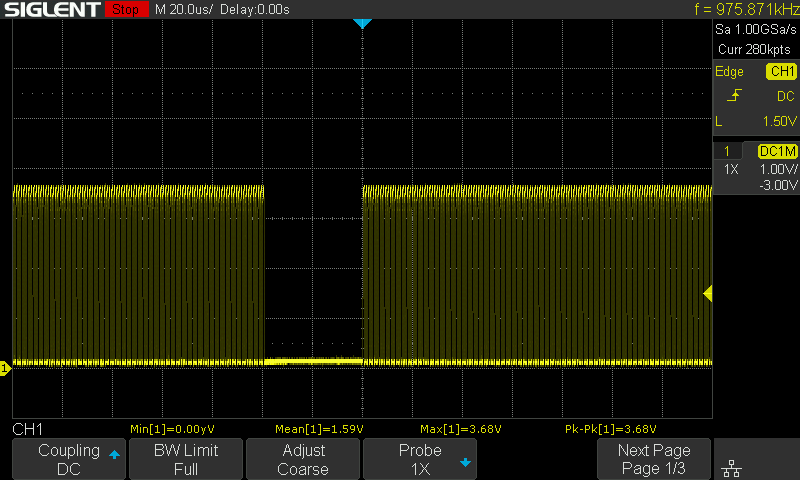 SIGLENT Stop M 20.0us/ Delay:0.00s f = 975.871kHz
Sa 1.00GSa/s
Curr 280kpts
Edge CH1
DC
L 1.50V
1 DC1M
1X 1.00V/
-3.00V
1
CH1 Min[1]=0.00yV Mean[1]=1.59V Max[1]=3.68V Pk-Pk[1]=3.68V
Coupling BW Limit Adjust Probe Next Page
DC Full Coarse 1X Page 1/3